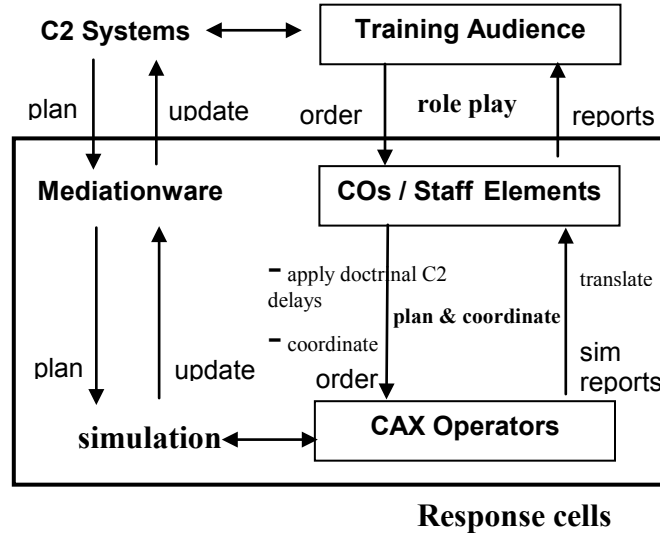 C2 Systems
Training Audience
plan
update
order
role play
reports
Mediationware
COs / Staff Elements
– apply doctrinal C2
delays
translate
plan & coordinate
– coordinate
plan
update
order
sim
reports
simulation
CAX Operators
Response cells